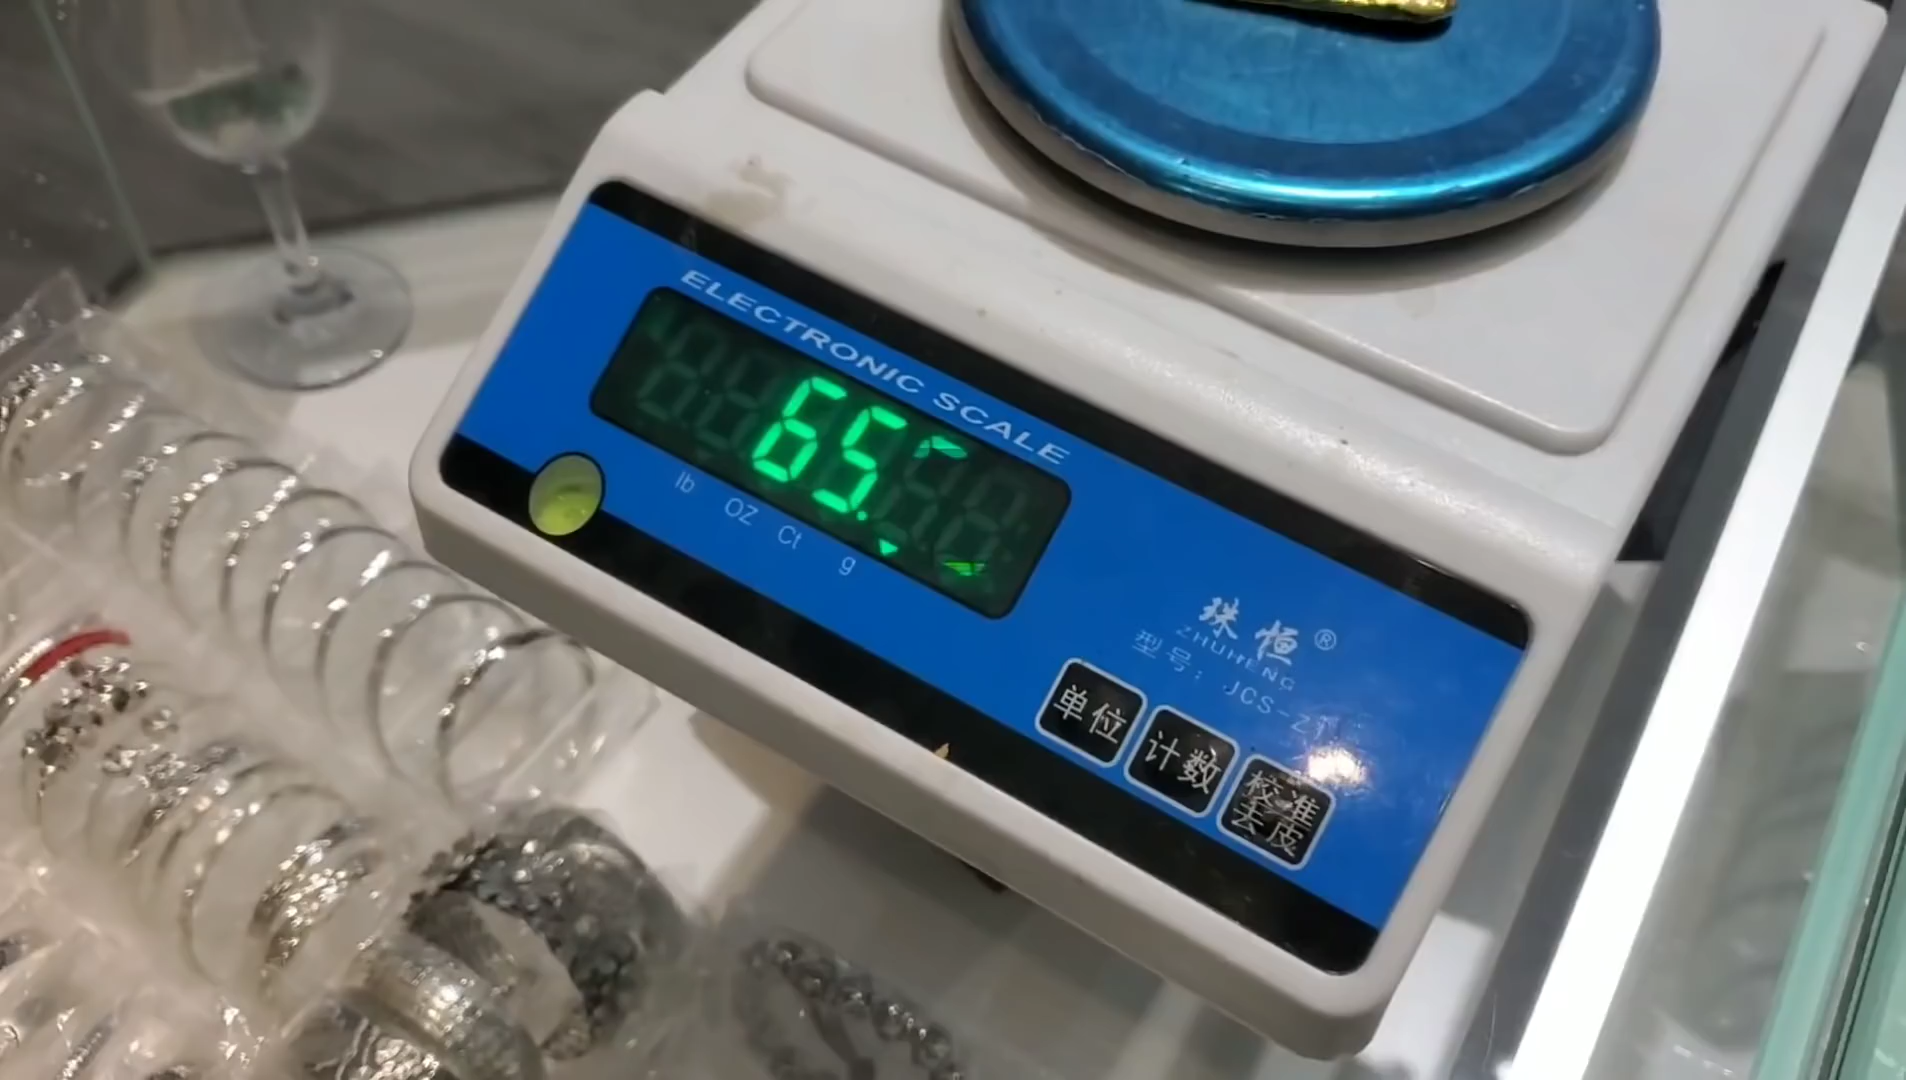 ELECTRONIC SCALE
65.
lb
OZ
Ct
g
珠恒®
ZHUHENG
型号: JCS-Z
单位
计数
校准
去皮